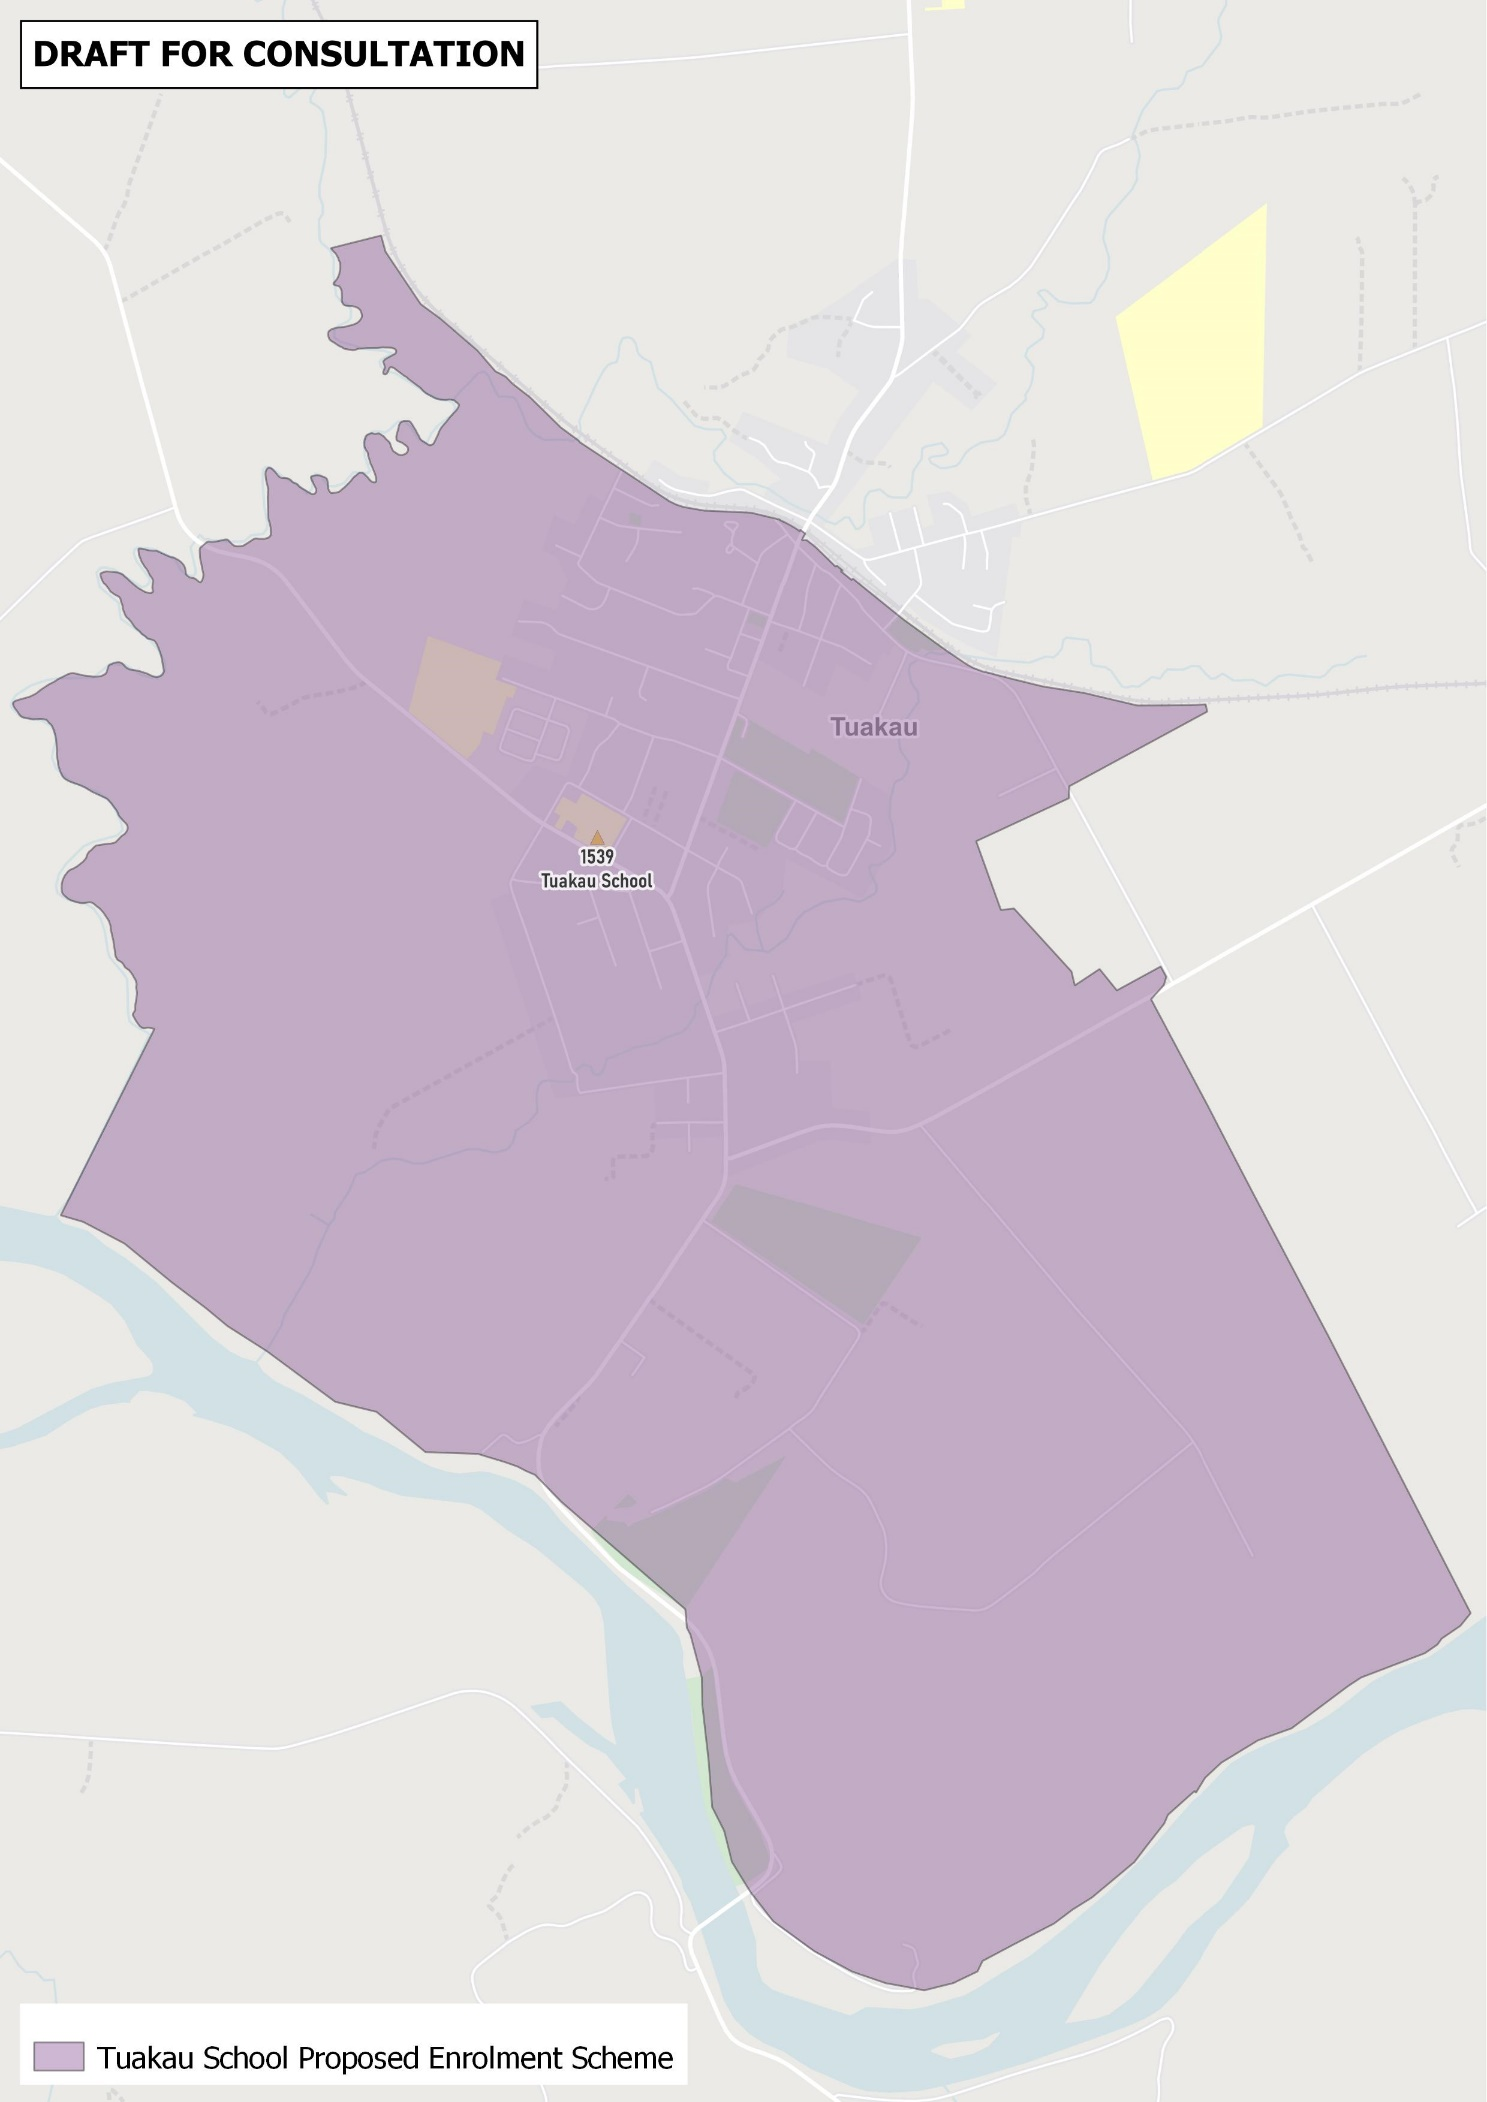 DRAFT FOR CONSULTATION
Tuakau
1539
Tuakau School
Tuakau School Proposed Enrolment Scheme